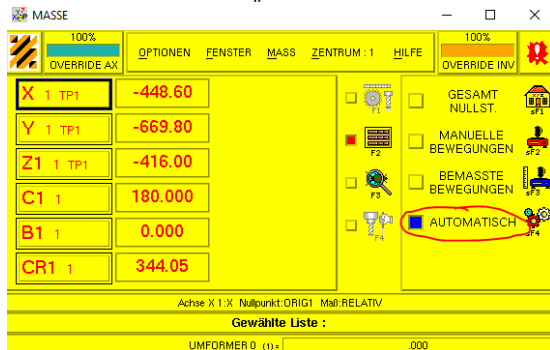 MASSE
100%
OVERRIDE AX
OPTIONEN FENSTER MASS ZENTRUM : 1 HILFE
100%
OVERRIDE INV
X 1 TP1 -448.60
Y 1 TP1 -669.80
Z1 1 TP1 -416.00
C1 1 180.000
B1 1 0.000
CR1 1 344.05
F1
F2
F3
F4
GESAMT
NULLST.
sF1
MANUELLE
BEWEGUNGEN
sF2
BEMASSTE
BEWEGUNGEN
sF3
AUTOMATISCH
sF4
Achse X 1:X Nullpunkt:ORIG1 Maß:RELATIV
Gewählte Liste :
UMFORMER 0 (1) = .000